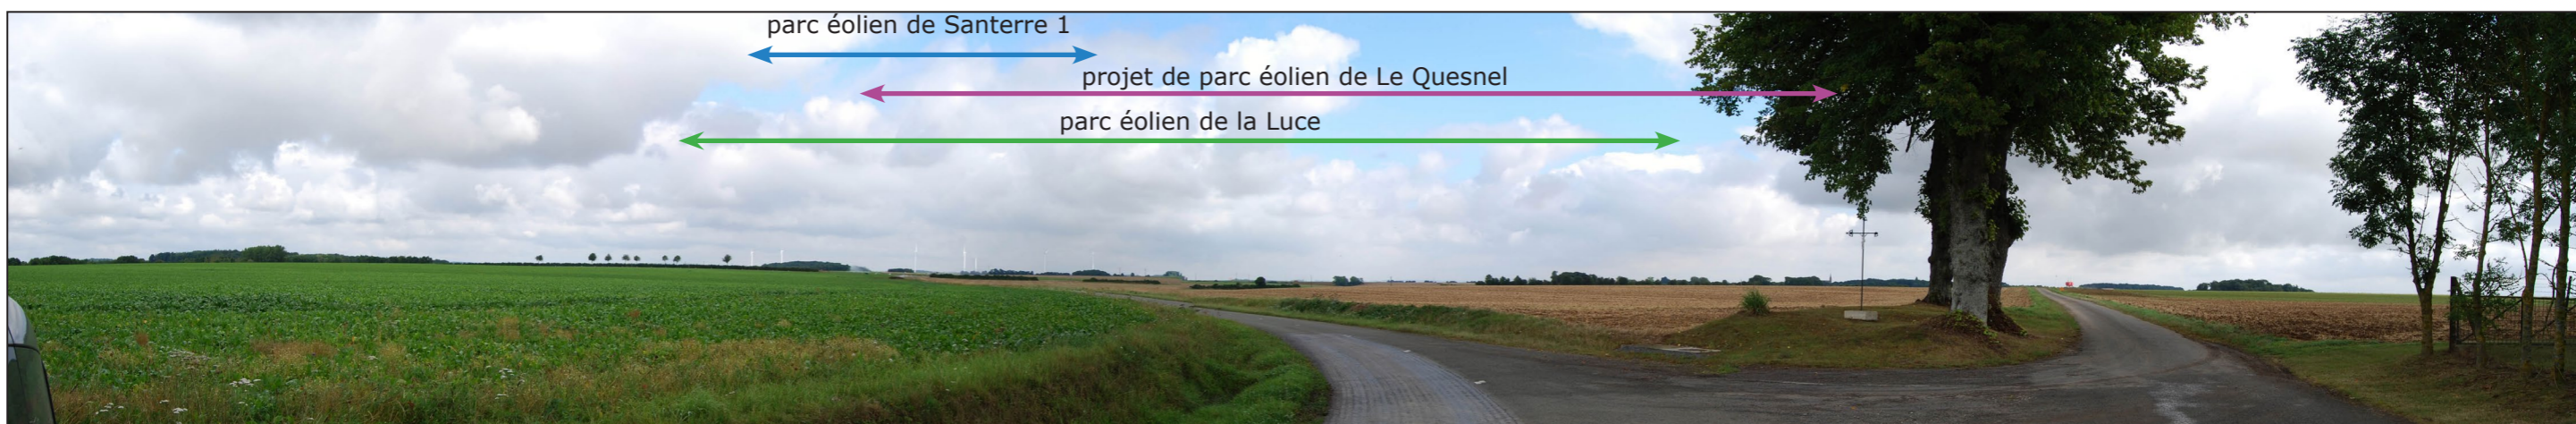 parc éolien de Santerre 1
projet de parc éolien de Le Quesnel
parc éolien de la Luce